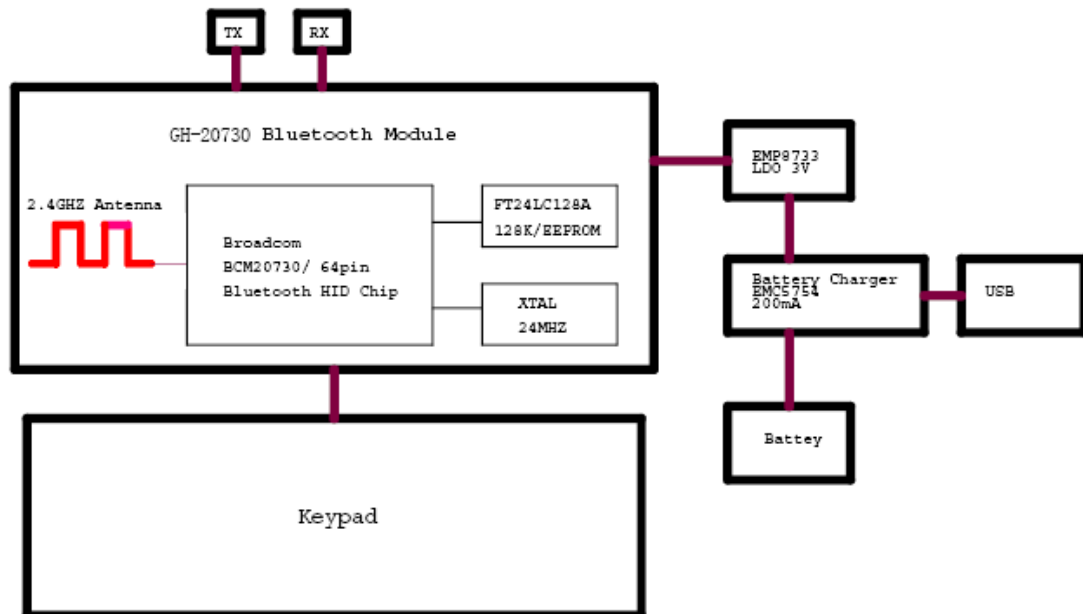 TX
RX
GH-20730 Bluetooth Module
2.4GHZ Antenna
Broadcom
BCM20730/ 64pin
Bluetooth HID Chip
FT24LC128A
128K/EEPROM
XTAL
24MHZ
EMP8733
LDO 3V
Battery Charger
EMC5754
200mA
USB
Battey
Keypad